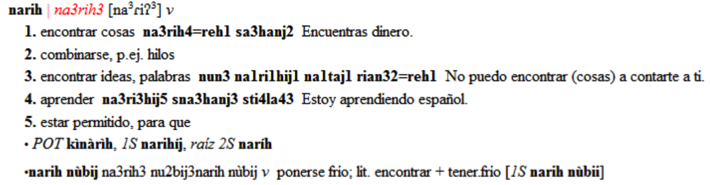 narih | na3rih3 [na³ɾiʔ³] v
1. encontrar cosas na3rih4=reh1 sa3hanj2 Encuentras dinero.
2. combinarse, p.ej. hilos
3. encontrar ideas, palabras nun3 na1ri1hij1 na1taj1 rian32=reh1 No puedo encontrar (cosas) a contarte a ti.
4. aprender na3ri3hij5 sna3hanj3 sti4la43 Estoy aprendiendo español.
5. estar permitido, para que
• POT kìnàrìh, 1S narihíj, raíz 2S naríh
•narih nùbij na3rih3 nu2bij3narih nùbij v ponerse frio; lit. encontrar + tener.frio [1S narih nùbii]